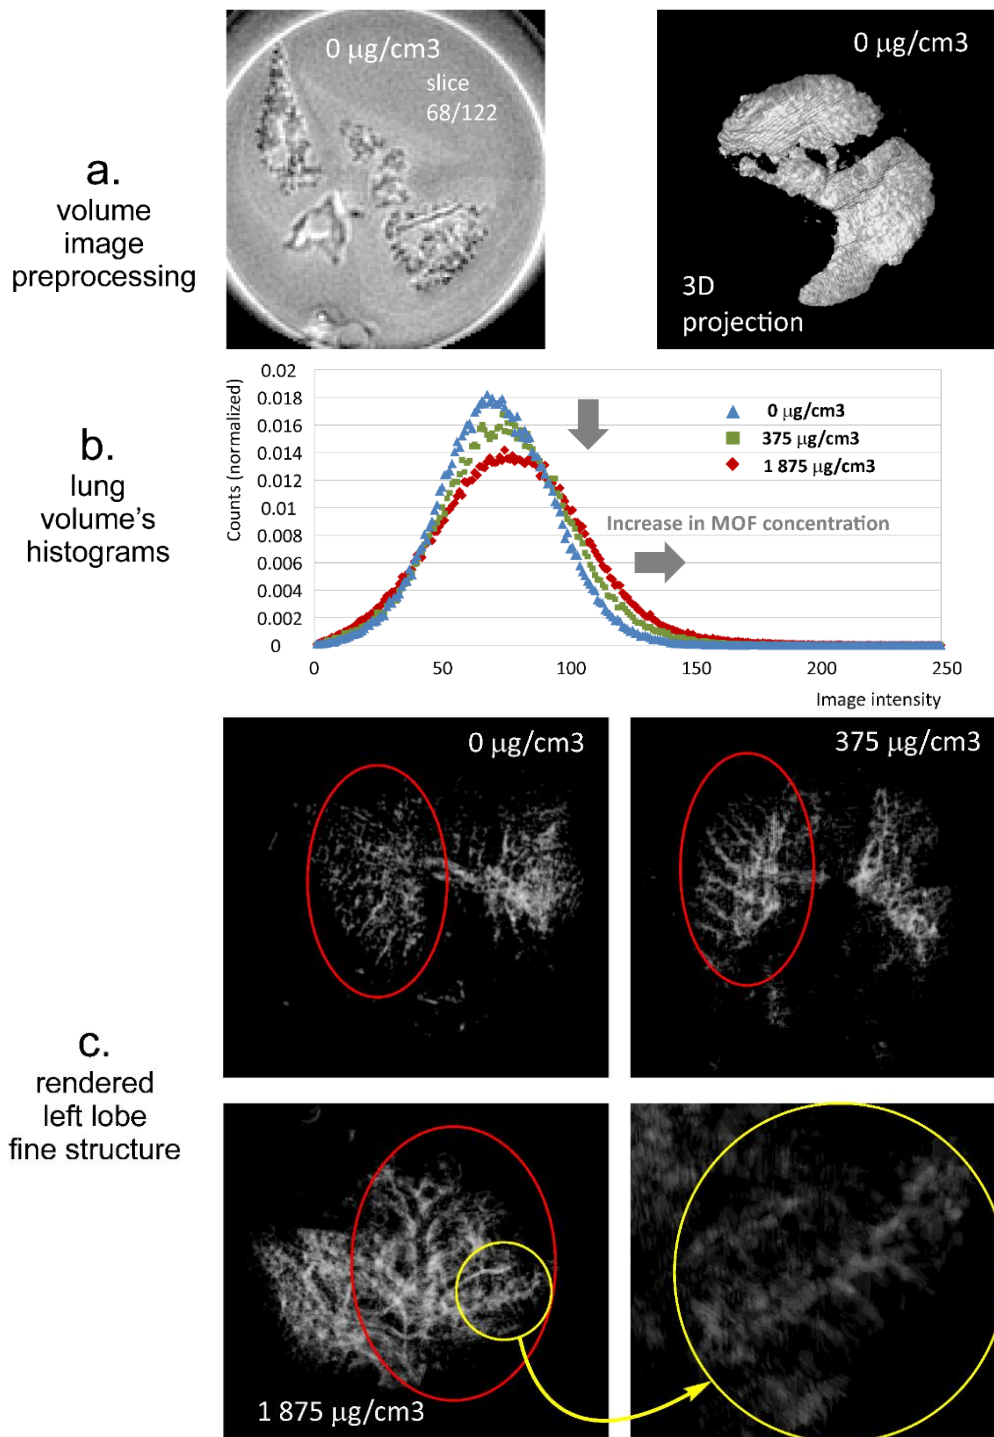 a.
volume
image
preprocessing
0 µg/cm3
slice
68/122
0 µg/cm3
3D
projection
b.
lung
volume's
histograms
Counts (normalized)
0.02
0.018
0.016
0.014
0.012
0.01
0.008
0.006
0.004
0.002
0
0 µg/cm3
375 µg/cm3
1 875 µg/cm3
Increase in MOF concentration
0
50
100
150
200
250
Image intensity
c.
rendered
left lobe
fine structure
0 µg/cm3
375 µg/cm3
1 875 µg/cm3